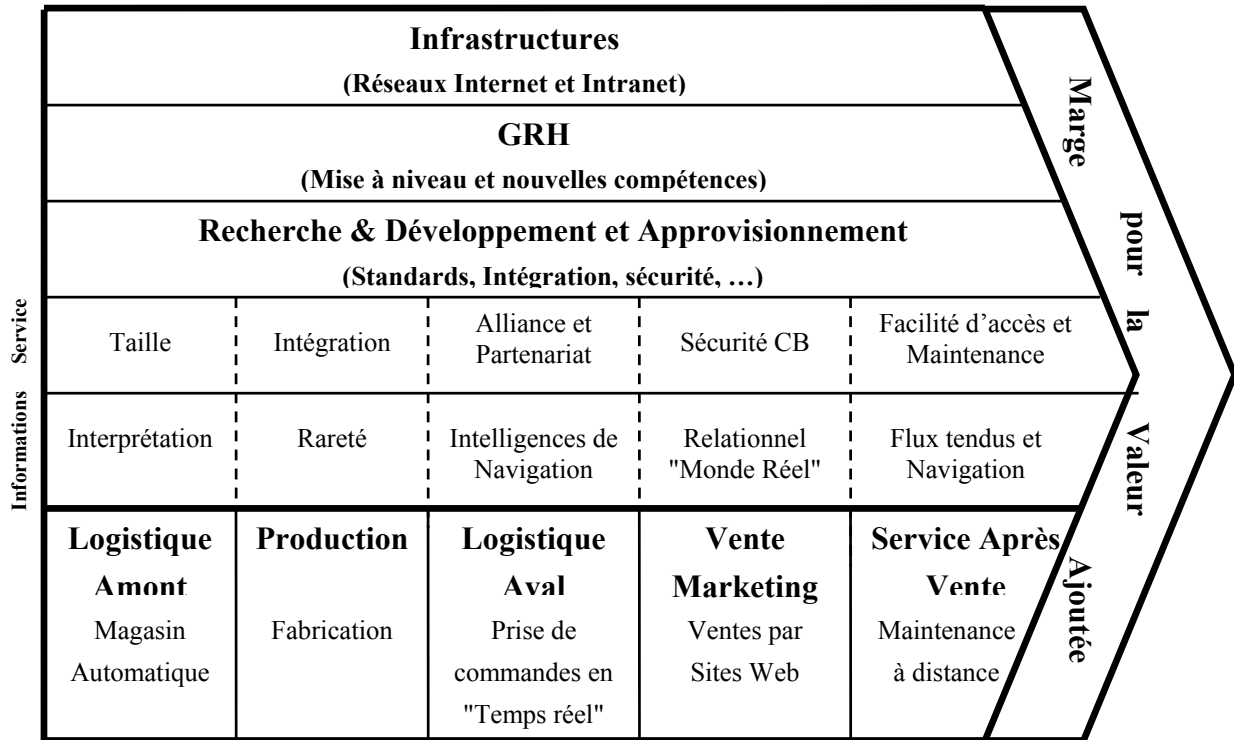 Infrastructures
(Réseaux Internet et Intranet)
GRH
(Mise à niveau et nouvelles compétences)
Recherche & Développement et Approvisionnement
(Standards, Intégration, sécurité, …)
Service
Taille
Intégration
Alliance et
Partenariat
Sécurité CB
Facilité d’accès et
Maintenance
Informations
Interprétation
Rareté
Intelligences de
Navigation
Relationnel
"Monde Réel"
Flux tendus et
Navigation
Logistique
Amont
Magasin
Automatique
Production
Fabrication
Logistique
Aval
Prise de
commandes en
"Temps réel"
Vente
Marketing
Ventes par
Sites Web
Service Après
Vente
Maintenance
à distance
Marge pour la Valeur Ajoutée